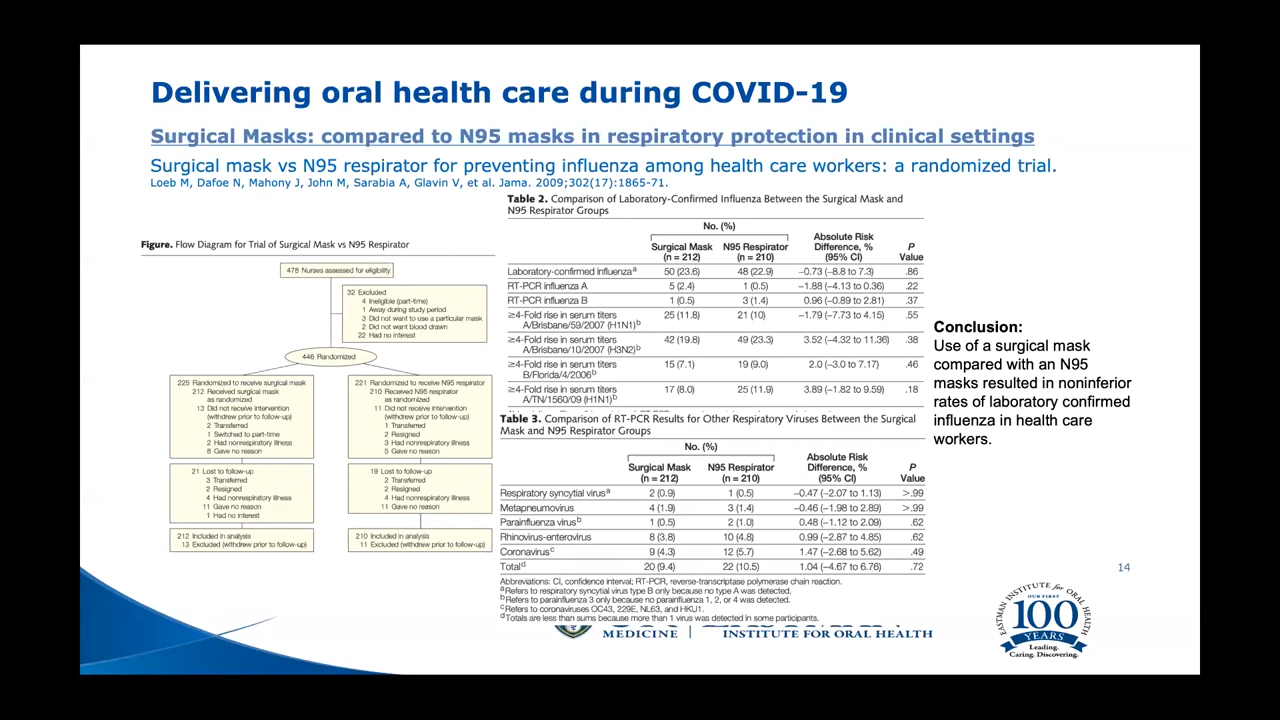 Delivering oral health care during COVID-19
Surgical Masks: compared to N95 masks in respiratory protection in clinical settings
Surgical mask vs N95 respirator for preventing influenza among health care workers: a randomized trial.
Loeb M, Dafoe N, Mahony J, John M, Sarabia A, Glavin V, et al. Jama. 2009;302(17):1865-71.
Figure. Flow Diagram for Trial of Surgical Mask vs N95 Respirator
478 Nurses assessed for eligibility
32 Excluded
4 Ineligible (part-time)
1 Away during study period
3 Did not want to use a particular mask
2 Did not want blood drawn
22 Had no interest
446 Randomized
225 Randomized to receive surgical mask
212 Received surgical mask
as randomized
13 Did not receive intervention
(withdrew prior to follow-up)
2 Transferred
1 Switched to part-time
2 Had nonrespiratory illness
8 Gave no reason
221 Randomized to receive N95 respirator
210 Received N95 respirator
as randomized
11 Did not receive intervention
(withdrew prior to follow-up)
1 Transferred
2 Resigned
3 Had nonrespiratory illness
5 Gave no reason
21 Lost to follow-up
3 Transferred
2 Resigned
4 Had nonrespiratory illness
11 Gave no reason
1 Had no interest
19 Lost to follow-up
2 Transferred
2 Resigned
4 Had nonrespiratory illness
11 Gave no reason
212 Included in analysis
13 Excluded (withdrew prior to follow-up)
210 Included in analysis
11 Excluded (withdrew prior to follow-up)
Table 2. Comparison of Laboratory-Confirmed Influenza Between the Surgical Mask and
N95 Respirator Groups
No. (%)
Surgical Mask (n = 212) N95 Respirator (n = 210) Absolute Risk Difference, % (95% CI) P Value
Laboratory-confirmed influenzaa 50 (23.6) 48 (22.9) −0.73 (−8.8 to 7.3) .86
RT-PCR influenza A 5 (2.4) 1 (0.5) −1.88 (−4.13 to 0.36) .22
RT-PCR influenza B 1 (0.5) 3 (1.4) 0.96 (−0.89 to 2.81) .37
≥4-Fold rise in serum titers 25 (11.8) 21 (10) −1.79 (−7.73 to 4.15) .55
A/Brisbane/59/2007 (H1N1)b
≥4-Fold rise in serum titers 42 (19.8) 49 (23.3) 3.52 (−4.32 to 11.36) .38
A/Brisbane/10/2007 (H3N2)b
≥4-Fold rise in serum titers 15 (7.1) 19 (9.0) 2.0 (−3.0 to 7.17) .46
B/Florida/4/2006b
≥4-Fold rise in serum titers 17 (8.0) 25 (11.9) 3.89 (−1.82 to 9.59) .18
A/TN/1560/09 (H1N1)b
Table 3. Comparison of RT-PCR Results for Other Respiratory Viruses Between the Surgical
Mask and N95 Respirator Groups
No. (%)
Surgical Mask (n = 212) N95 Respirator (n = 210) Absolute Risk Difference, % (95% CI) P Value
Respiratory syncytial virusa 2 (0.9) 1 (0.5) −0.47 (−2.07 to 1.13) >.99
Metapneumovirus 4 (1.9) 3 (1.4) −0.46 (−1.98 to 2.89) >.99
Parainfluenza virusb 1 (0.5) 2 (1.0) 0.48 (−1.12 to 2.09) .62
Rhinovirus-enterovirus 8 (3.8) 10 (4.8) 0.99 (−2.87 to 4.85) .62
Coronavirusc 9 (4.3) 12 (5.7) 1.47 (−2.68 to 5.62) .49
Totald 20 (9.4) 22 (10.5) 1.04 (−4.67 to 6.76) .72
Abbreviations: CI, confidence interval; RT-PCR, reverse-transcriptase polymerase chain reaction.
a Refers to respiratory syncytial virus type B only because no type A was detected.
b Refers to parainfluenza 3 only because no parainfluenza 1, 2, or 4 was detected.
c Refers to coronaviruses OC43, 229E, NL63, and HKU1.
d Totals are less than sums because more than 1 virus was detected in some participants.
Conclusion:
Use of a surgical mask
compared with an N95
masks resulted in noninferior
rates of laboratory confirmed
influenza in health care
workers.
14
MEDICINE | INSTITUTE FOR ORAL HEALTH
EASTMAN INSTITUTE for ORAL HEALTH
OUR FIRST
100
YEARS
Leading.
Caring. Discovering.